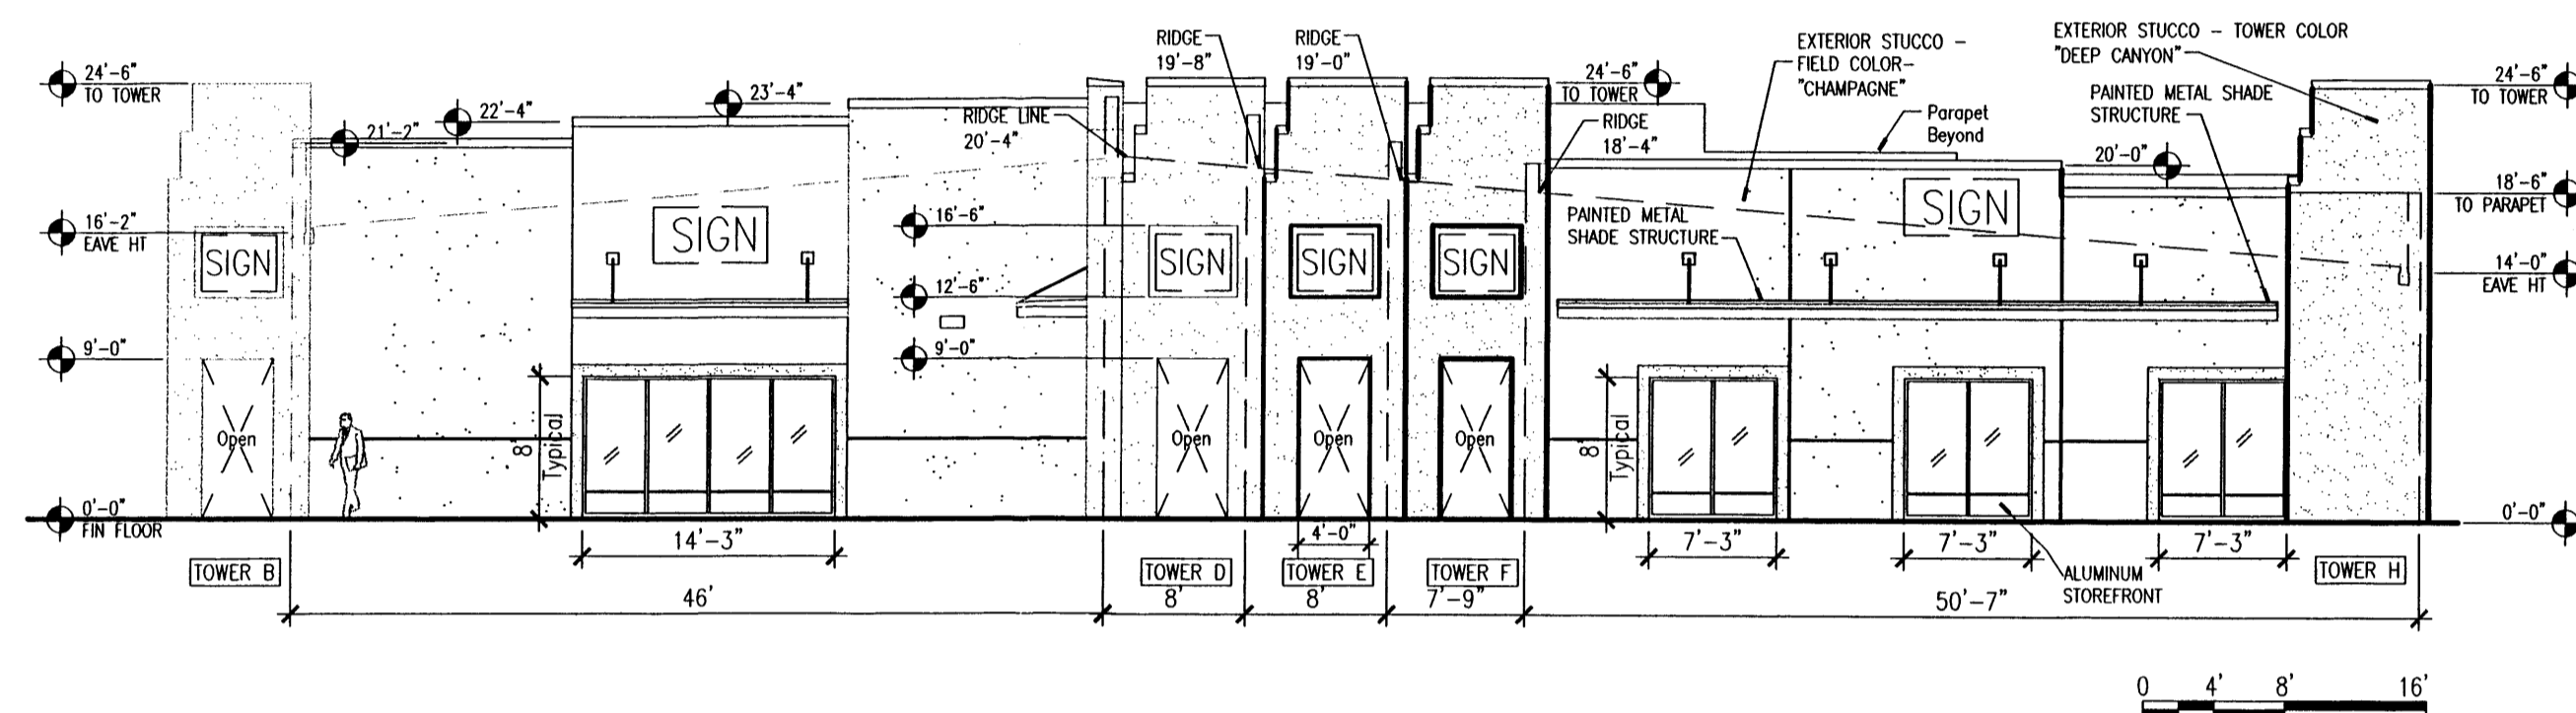 24'-6"
TO TOWER
21'-2"
22'-4"
23'-4"
16'-2"
EAVE HT
9'-0"
0'-0"
FIN FLOOR
SIGN
Open
SIGN
8'
Typical
RIDGE LINE
20'-4"
16'-6"
12'-6"
9'-0"
RIDGE
19'-8"
RIDGE
19'-0"
SIGN
SIGN
SIGN
Open
Open
Open
24'-6"
TO TOWER
RIDGE
18'-4"
EXTERIOR STUCCO -
FIELD COLOR-
"CHAMPAGNE"
Parapet
Beyond
PAINTED METAL
SHADE STRUCTURE
SIGN
20'-0"
EXTERIOR STUCCO - TOWER COLOR
"DEEP CANYON"
PAINTED METAL SHADE
STRUCTURE
24'-6"
TO TOWER
18'-6"
TO PARAPET
14'-0"
EAVE HT
0'-0"
8'
Typical
14'-3"
4'-0"
7'-3"
7'-3"
7'-3"
TOWER B
TOWER D
TOWER E
TOWER F
TOWER H
ALUMINUM
STOREFRONT
46'
8'
8'
7'-9"
50'-7"
0 4' 8' 16'